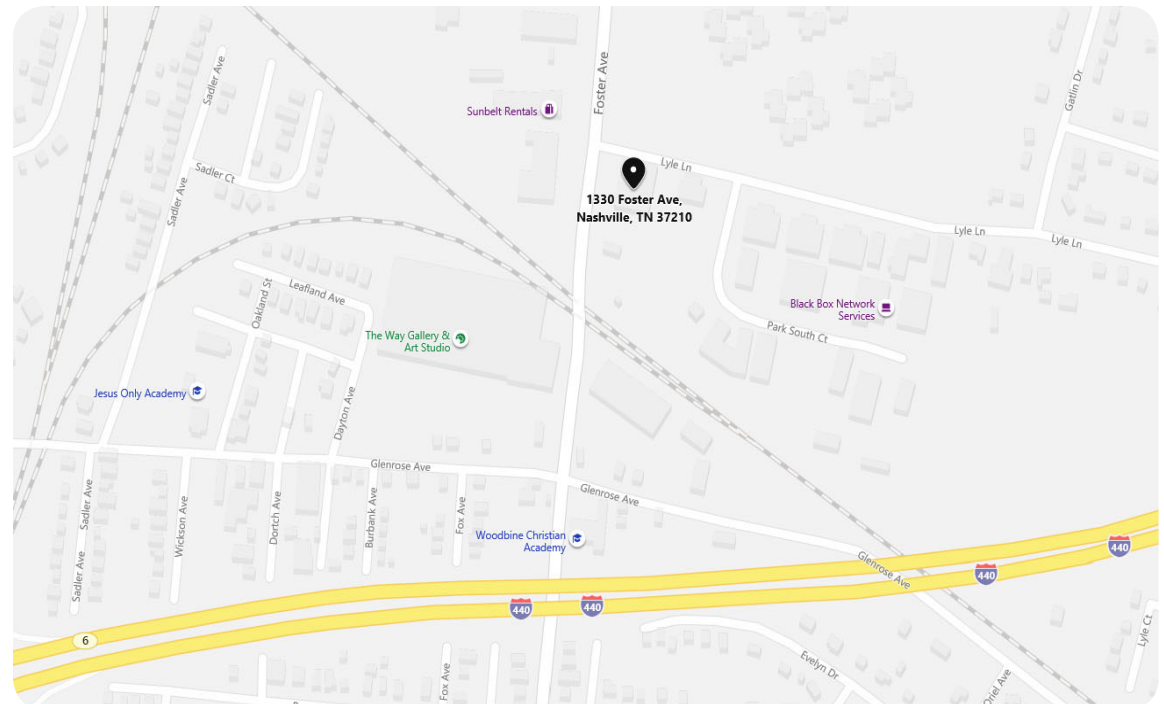 Sadler Ave
Foster Ave
Gatlin Dr
Sunbelt Rentals
Lyle Ln
Sadler Ct
Sadler Ave
1330 Foster Ave,
Nashville, TN 37210
Lyle Ln
Lyle Ln
Leafland Ave
Oakland St
Black Box Network
Services
Park South Ct
The Way Gallery &
Art Studio
Jesus Only Academy
Dayton Ave
Glenrose Ave
Glenrose Ave
Sadler Ave
Wickson Ave
Dortch Ave
Burbank Ave
Fox Ave
Woodbine Christian
Academy
Glenrose Ave
440
440
440
440
Sadler Ave
6
Lyle Ct
Evelyn Dr
Fox Ave
Oriel Ave